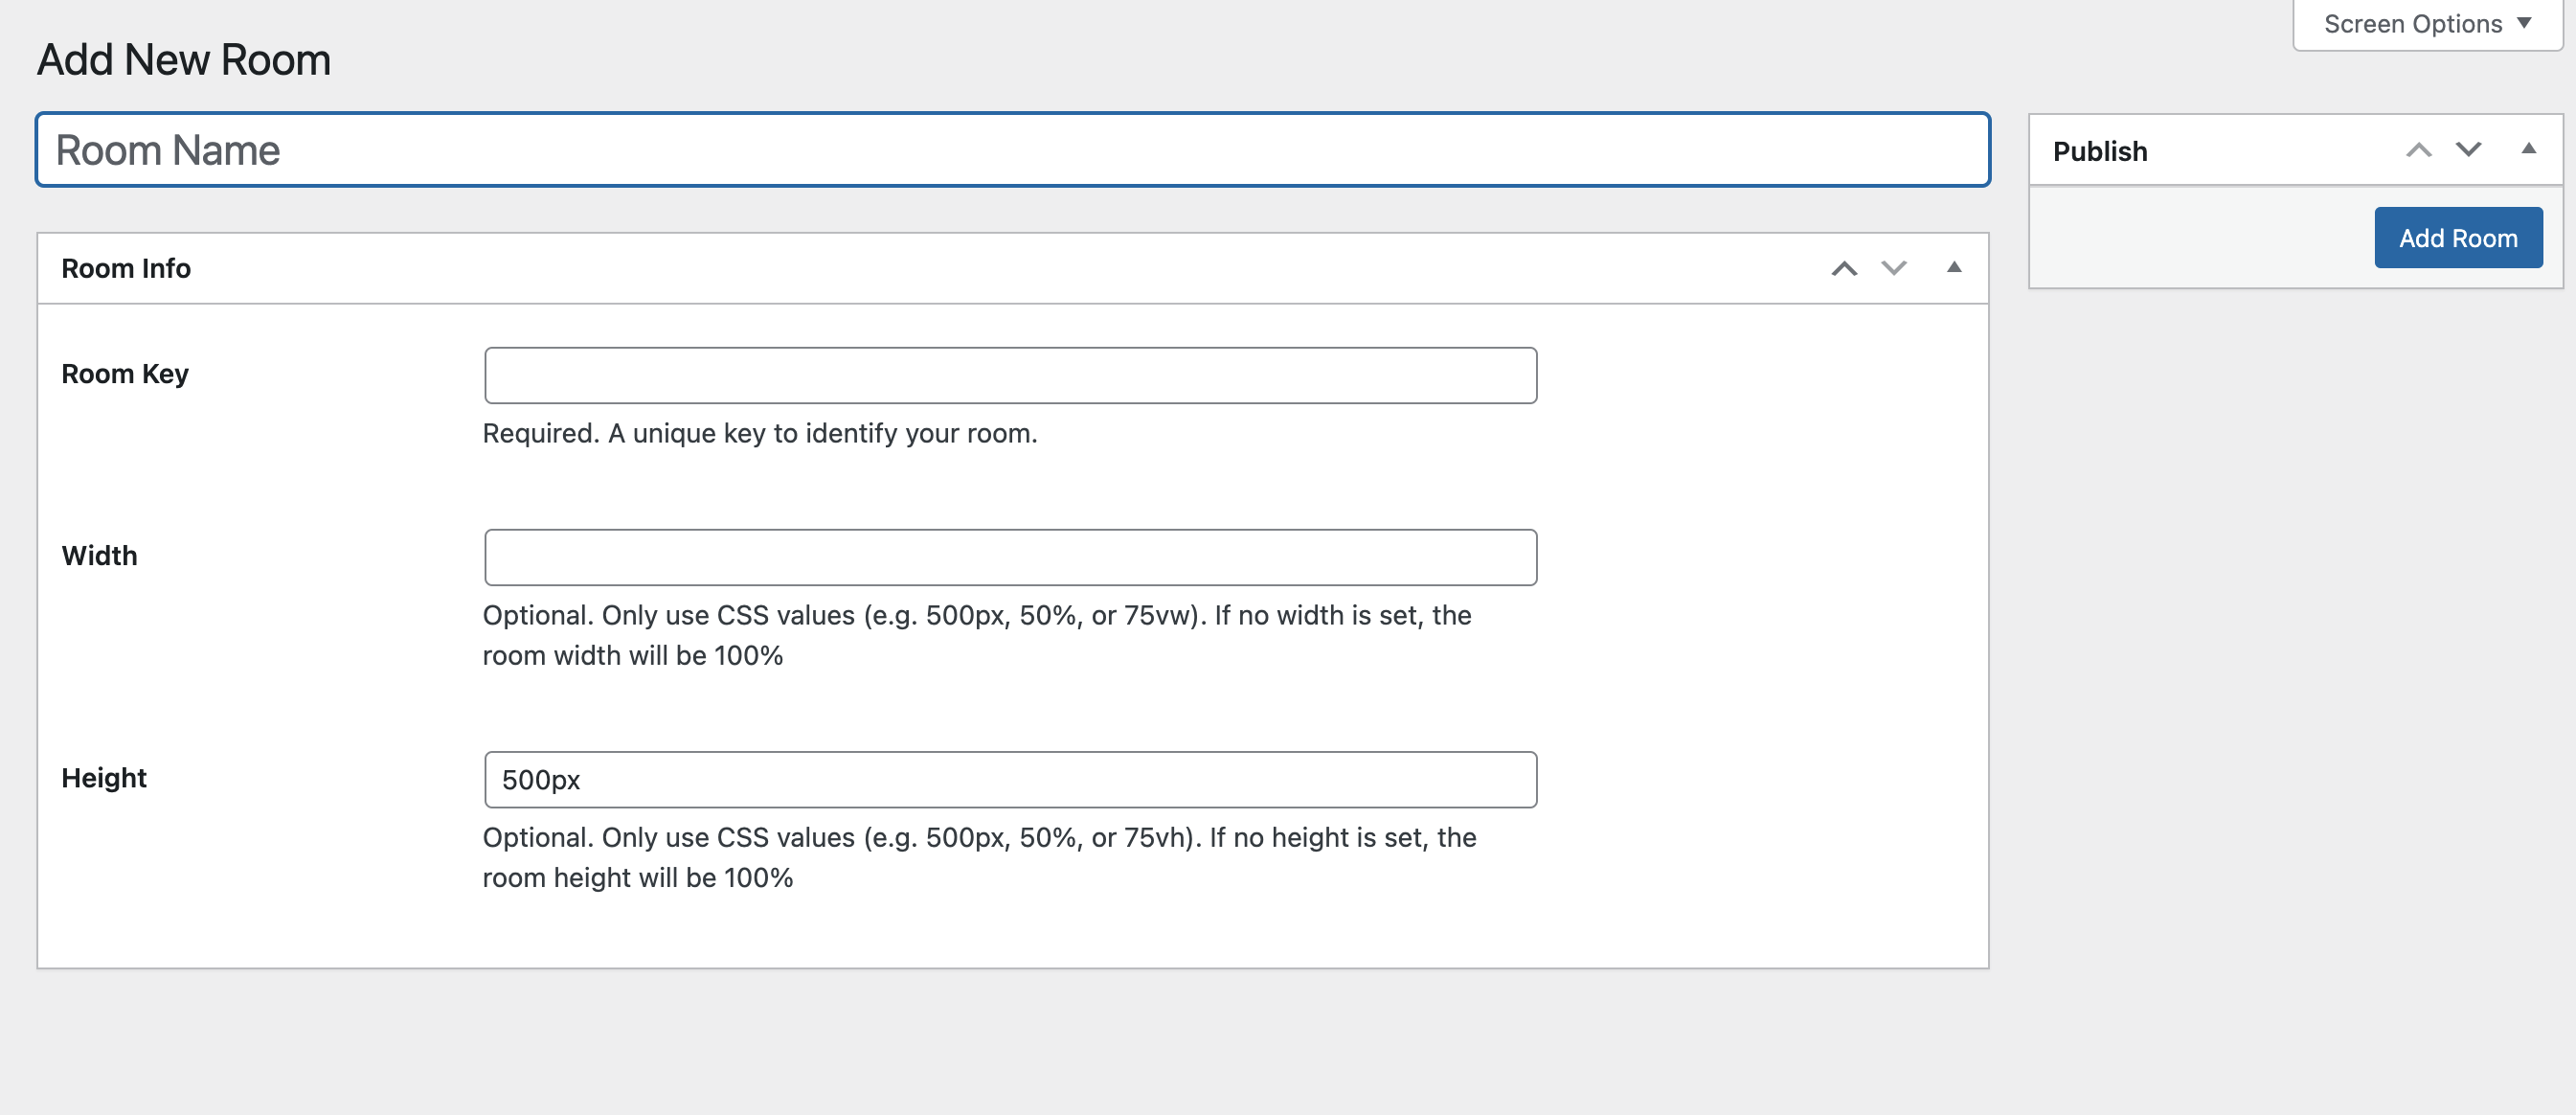 Screen Options
Add New Room
Room Name
Publish
Add Room
Room Info
Room Key
Required. A unique key to identify your room.
Width
Optional. Only use CSS values (e.g. 500px, 50%, or 75vw). If no width is set, the
room width will be 100%
Height
500px
Optional. Only use CSS values (e.g. 500px, 50%, or 75vh). If no height is set, the
room height will be 100%